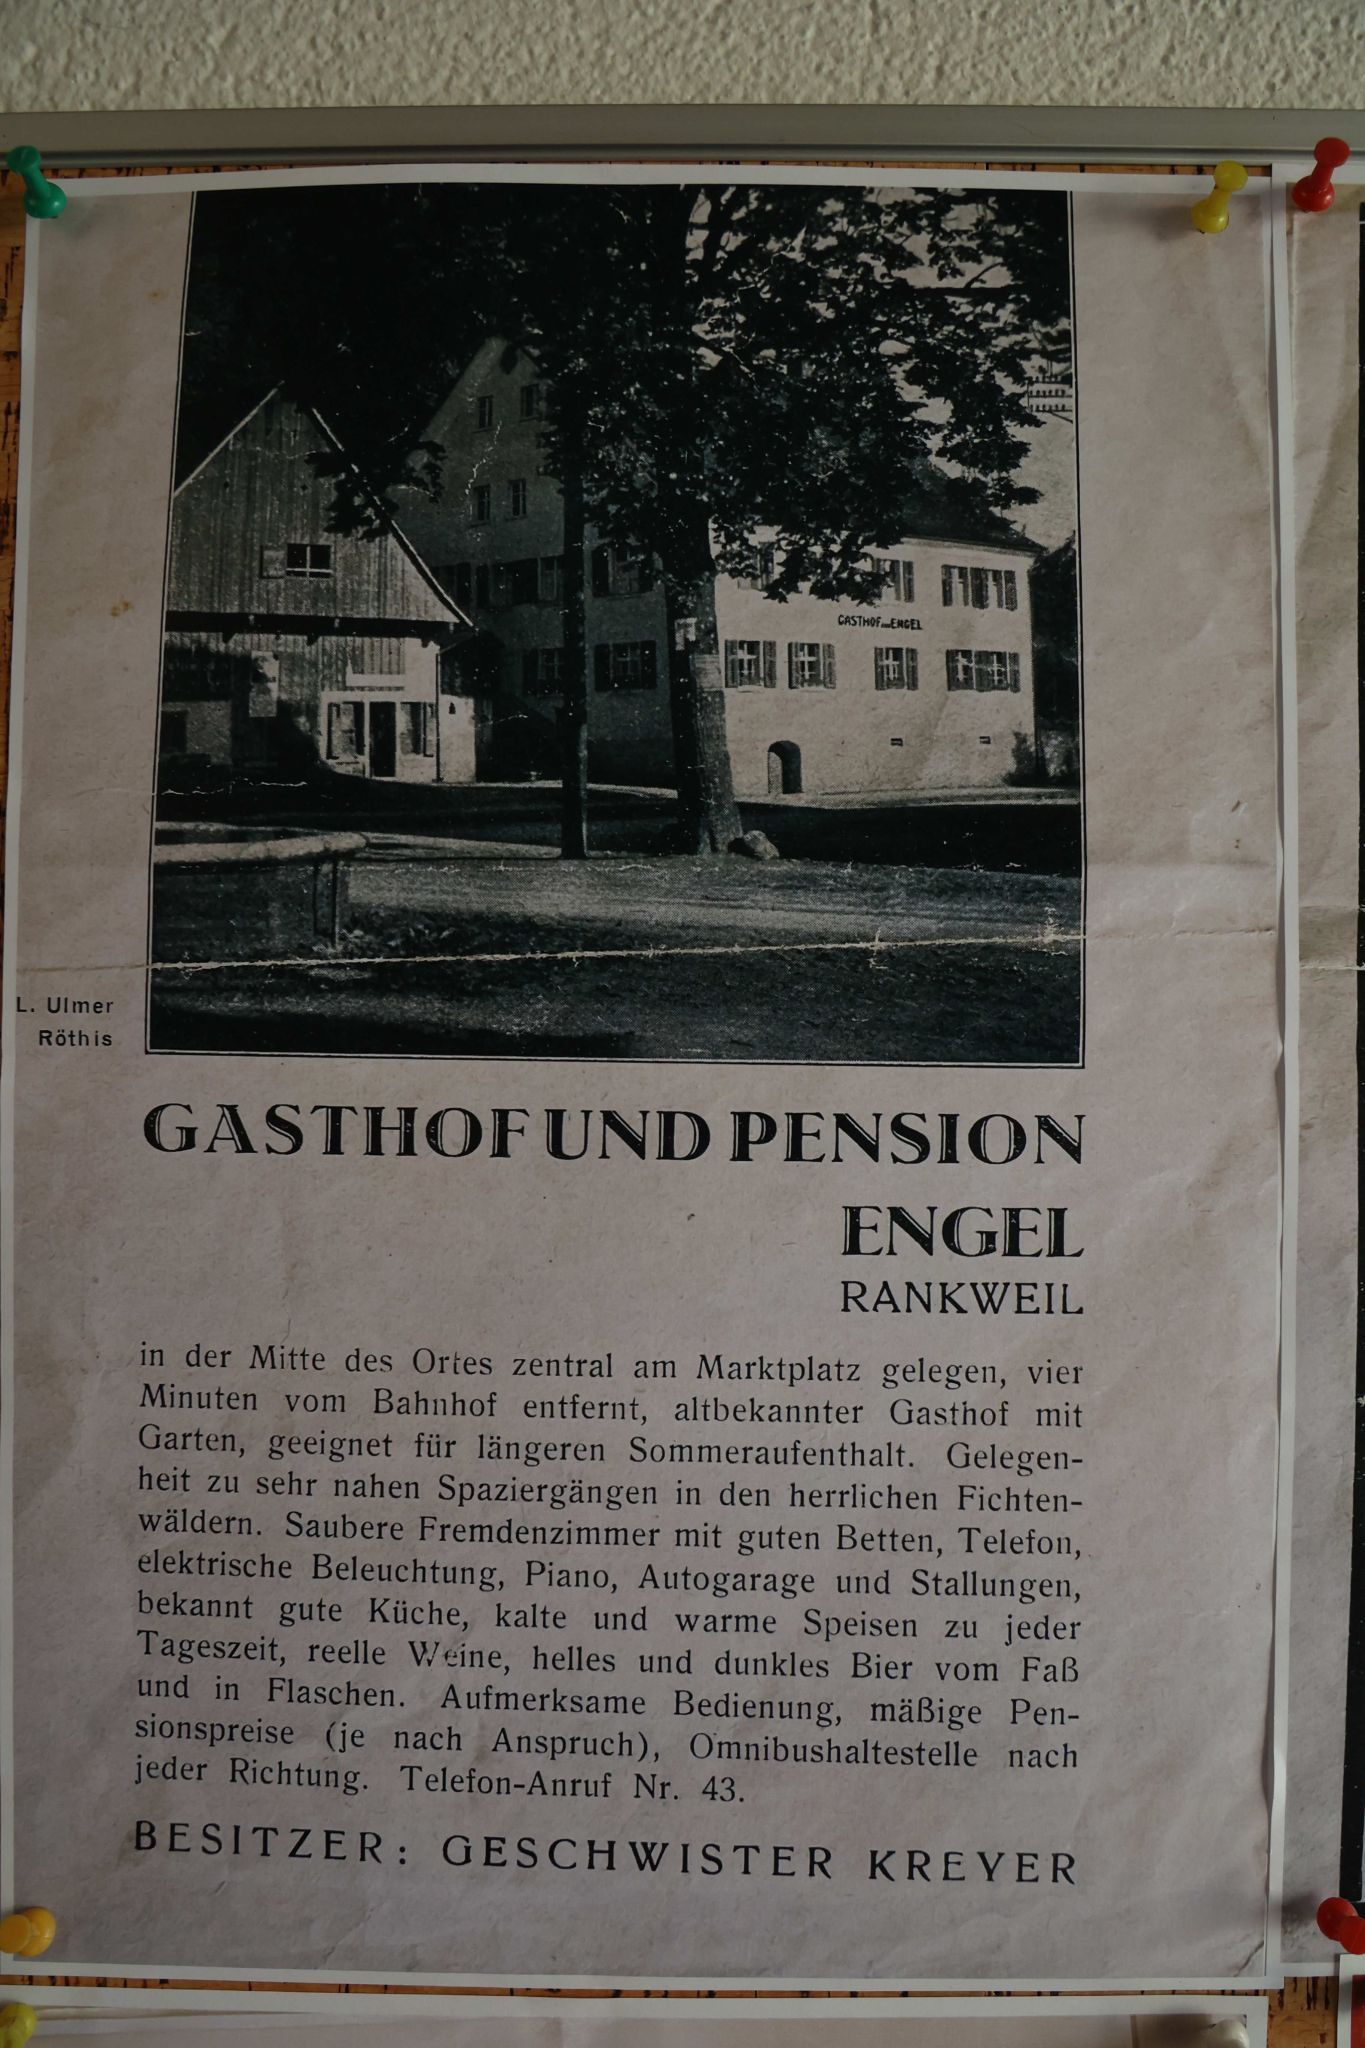 GASTHOF ZUM ENGEL
L. Ulmer
Röthis
GASTHOF UND PENSION
ENGEL
RANKWEIL
in der Mitte des Ortes zentral am Marktplatz gelegen, vier
Minuten vom Bahnhof entfernt, altbekannter Gasthof mit
Garten, geeignet für längeren Sommeraufenthalt. Gelegen-
heit zu sehr nahen Spaziergängen in den herrlichen Fichten-
wäldern. Saubere Fremdenzimmer mit guten Betten, Telefon,
elektrische Beleuchtung, Piano, Autogarage und Stallungen,
bekannt gute Küche, kalte und warme Speisen zu jeder
Tageszeit, reelle Weine, helles und dunkles Bier vom Faß
und in Flaschen. Aufmerksame Bedienung, mäßige Pen-
sionspreise (je nach Anspruch), Omnibushaltestelle nach
jeder Richtung. Telefon-Anruf Nr. 43.
BESITZER: GESCHWISTER KREYER